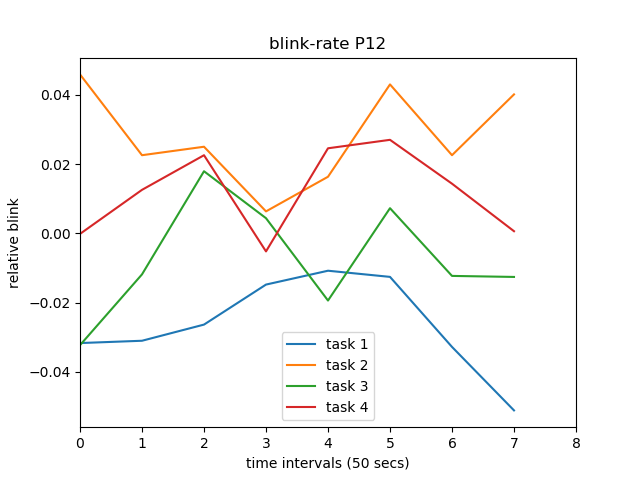 blink-rate P12
relative blink
0.04
0.02
0.00
−0.02
−0.04
task 1
task 2
task 3
task 4
0 1 2 3 4 5 6 7 8
time intervals (50 secs)